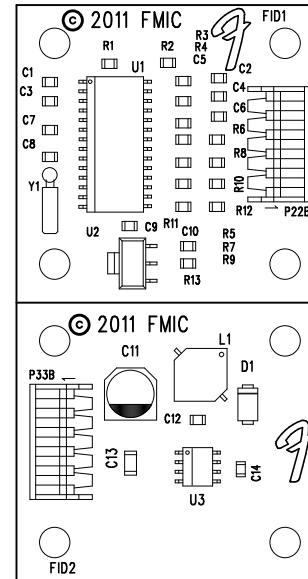 © 2011 FMIC
FID1
R1
R2
R3
R4
C5
U1
C1
C2
C3
C4
C6
C7
R6
C8
R8
Y1
R10
R12
P22B
U2
C9
R11
C10
R5
R7
R9
R13
© 2011 FMIC
C11
L1
P33B
D1
C12
C13
C14
U3
FID2